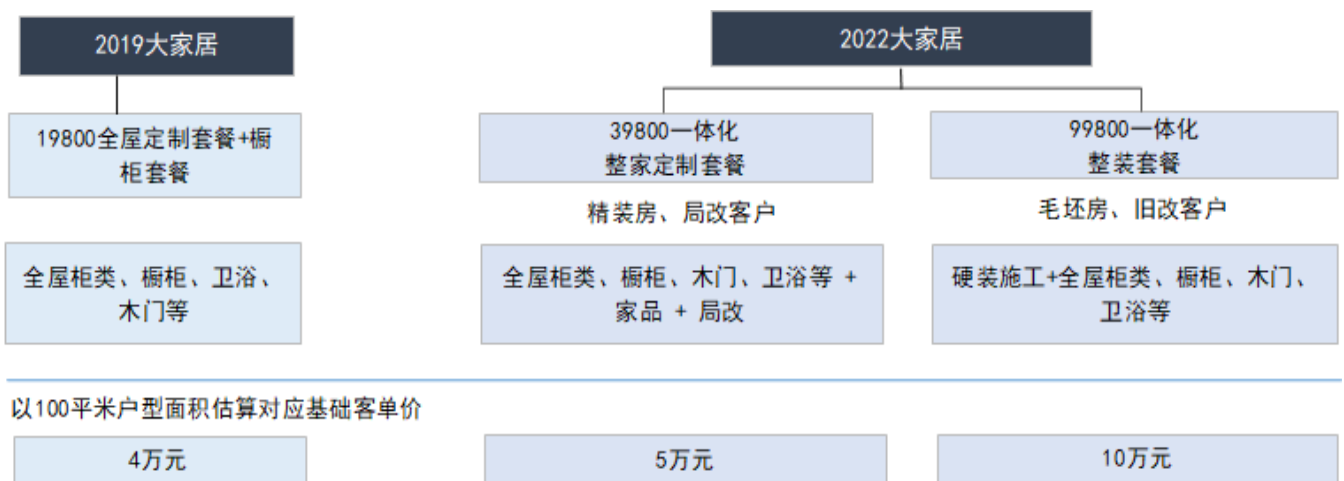 2019大家居
2022大家居
19800全屋定制套餐+橱
柜套餐
39800一体化
整家定制套餐
99800一体化
整装套餐
精装房、局改客户
毛坯房、旧改客户
全屋柜类、橱柜、卫浴、
木门等
全屋柜类、橱柜、木门、卫浴等 +
家品 + 局改
硬装施工+全屋柜类、橱柜、木门、
卫浴等
以100平米户型面积估算对应基础客单价
4万元
5万元
10万元